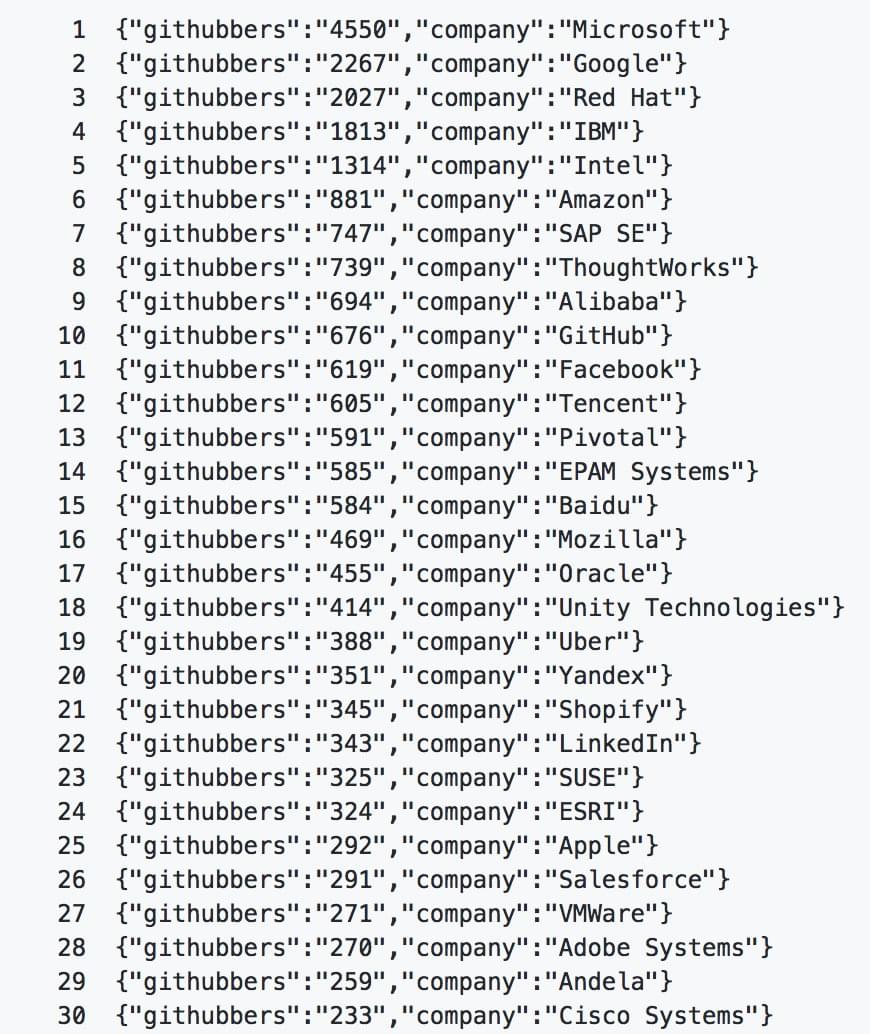 1 {"githubbers":"4550","company":"Microsoft"}
2 {"githubbers":"2267","company":"Google"}
3 {"githubbers":"2027","company":"Red Hat"}
4 {"githubbers":"1813","company":"IBM"}
5 {"githubbers":"1314","company":"Intel"}
6 {"githubbers":"881","company":"Amazon"}
7 {"githubbers":"747","company":"SAP SE"}
8 {"githubbers":"739","company":"ThoughtWorks"}
9 {"githubbers":"694","company":"Alibaba"}
10 {"githubbers":"676","company":"GitHub"}
11 {"githubbers":"619","company":"Facebook"}
12 {"githubbers":"605","company":"Tencent"}
13 {"githubbers":"591","company":"Pivotal"}
14 {"githubbers":"585","company":"EPAM Systems"}
15 {"githubbers":"584","company":"Baidu"}
16 {"githubbers":"469","company":"Mozilla"}
17 {"githubbers":"455","company":"Oracle"}
18 {"githubbers":"414","company":"Unity Technologies"}
19 {"githubbers":"388","company":"Uber"}
20 {"githubbers":"351","company":"Yandex"}
21 {"githubbers":"345","company":"Shopify"}
22 {"githubbers":"343","company":"LinkedIn"}
23 {"githubbers":"325","company":"SUSE"}
24 {"githubbers":"324","company":"ESRI"}
25 {"githubbers":"292","company":"Apple"}
26 {"githubbers":"291","company":"Salesforce"}
27 {"githubbers":"271","company":"VMWare"}
28 {"githubbers":"270","company":"Adobe Systems"}
29 {"githubbers":"259","company":"Andela"}
30 {"githubbers":"233","company":"Cisco Systems"}